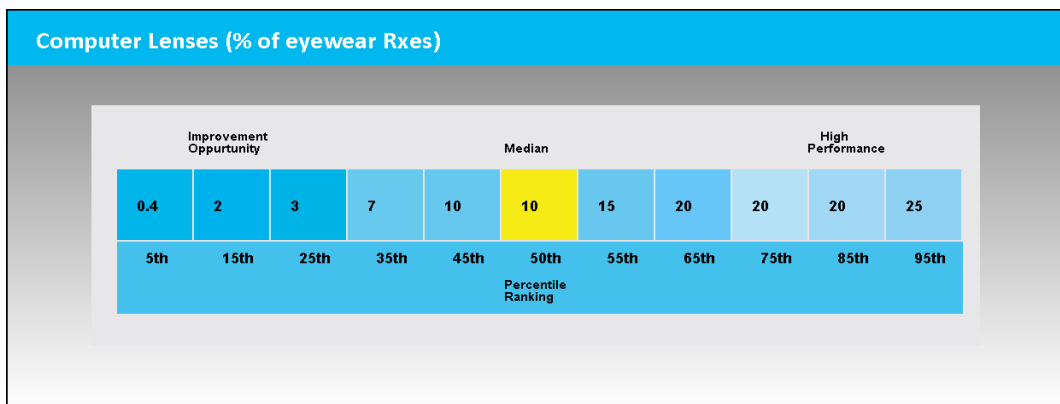 Computer Lenses (% of eyewear Rxes)
Improvement
Oppurtunity
Median
High
Performance
0.4 2 3 7 10 10 15 20 20 20 25
5th 15th 25th 35th 45th 50th 55th 65th 75th 85th 95th
Percentile
Ranking